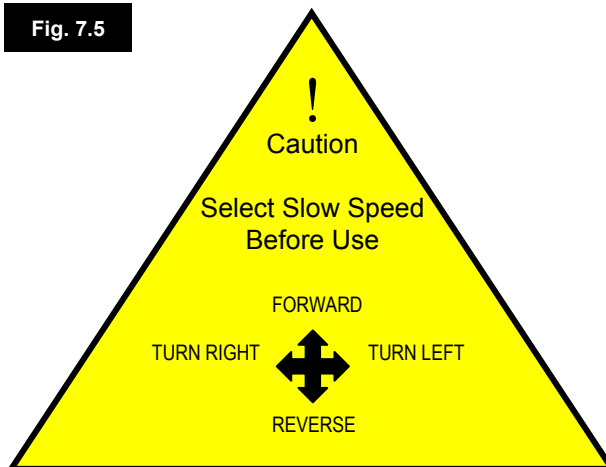 Fig. 7.5
!
Caution
Select Slow Speed
Before Use
FORWARD
TURN RIGHT TURN LEFT
REVERSE